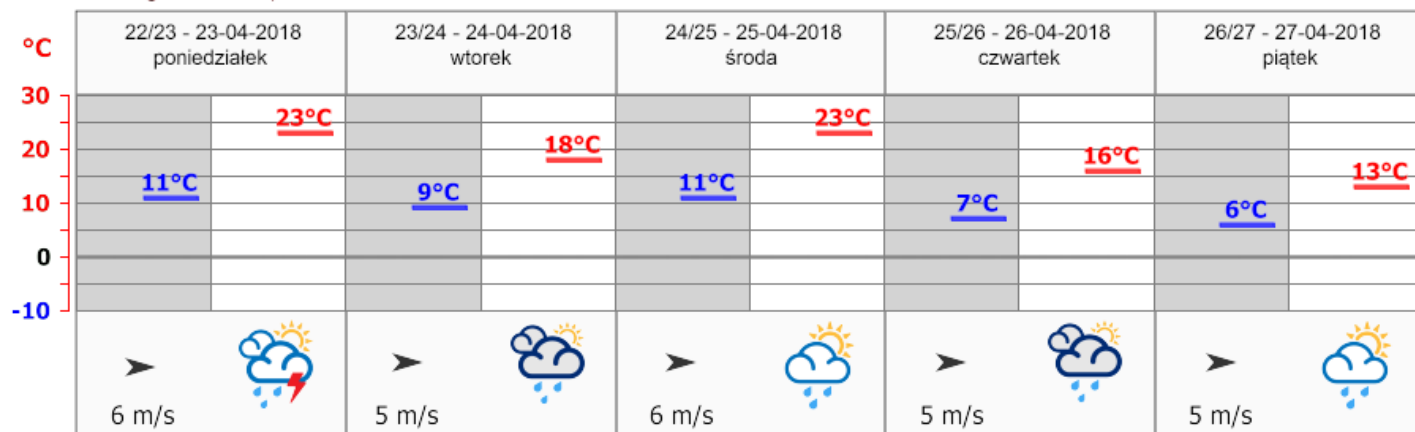 22/23 - 23-04-2018
poniedziałek
23/24 - 24-04-2018
wtorek
24/25 - 25-04-2018
środa
25/26 - 26-04-2018
czwartek
26/27 - 27-04-2018
piątek
°C
30
20
10
0
-10
11°C
23°C
9°C
18°C
11°C
23°C
7°C
16°C
6°C
13°C
6 m/s
5 m/s
6 m/s
5 m/s
5 m/s